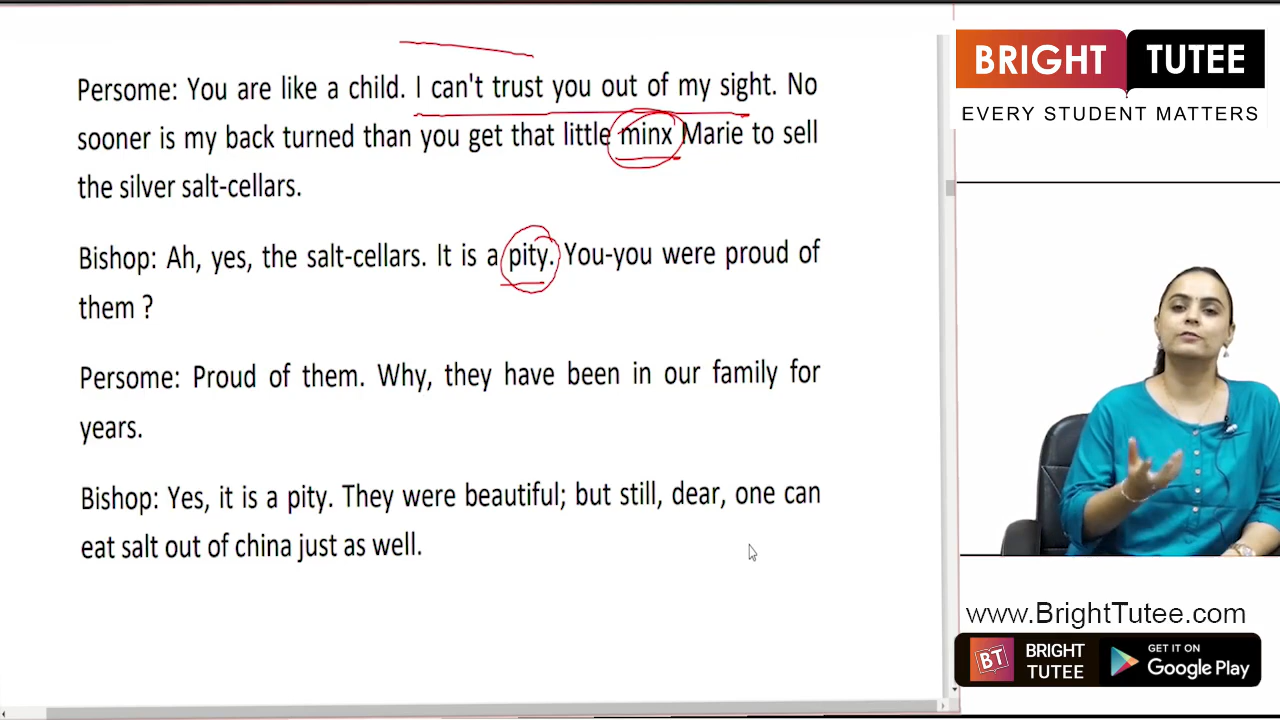 Persome: You are like a child. I can't trust you out of my sight. No
sooner is my back turned than you get that little minx Marie to sell
the silver salt-cellars.
Bishop: Ah, yes, the salt-cellars. It is a pity. You-you were proud of
them ?
Persome: Proud of them. Why, they have been in our family for
years.
Bishop: Yes, it is a pity. They were beautiful; but still, dear, one can
eat salt out of china just as well.
BRIGHT TUTEE
EVERY STUDENT MATTERS
www.BrightTutee.com
BT
BRIGHT
TUTEE
GET IT ON
Google Play